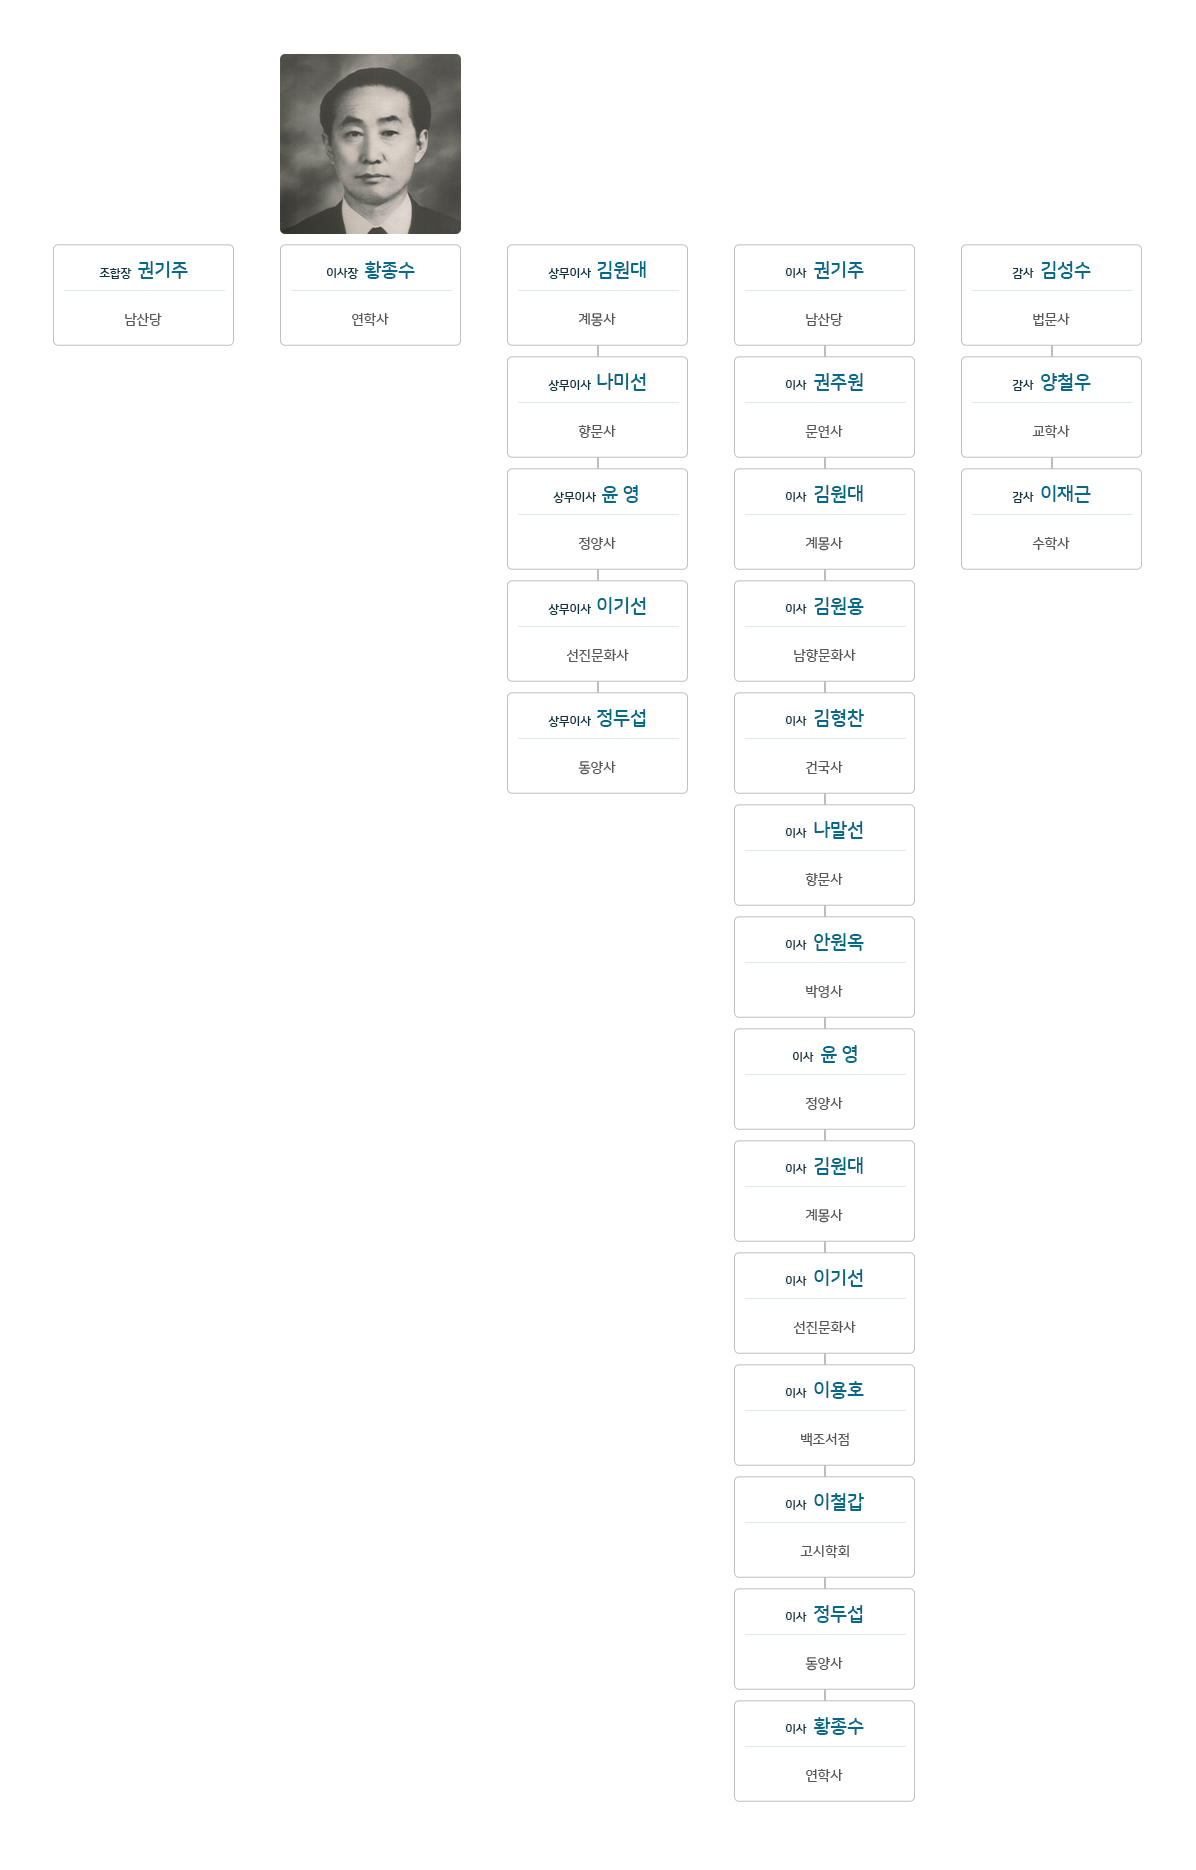 조합장 권기주
남산당
이사장 황종수
연학사
상무이사 김원대
계몽사
상무이사 나미선
향문사
상무이사 윤 영
정양사
상무이사 이기선
선진문화사
상무이사 정두섭
동양사
이사 권기주
남산당
이사 권주원
문연사
이사 김원대
계몽사
이사 김원용
남향문화사
이사 김형찬
건국사
이사 나말선
향문사
이사 안원옥
박영사
이사 윤 영
정양사
이사 김원대
계몽사
이사 이기선
선진문화사
이사 이용호
백조서점
이사 이철갑
고시학회
이사 정두섭
동양사
이사 황종수
연학사
감사 김성수
법문사
감사 양철우
교학사
감사 이재근
수학사